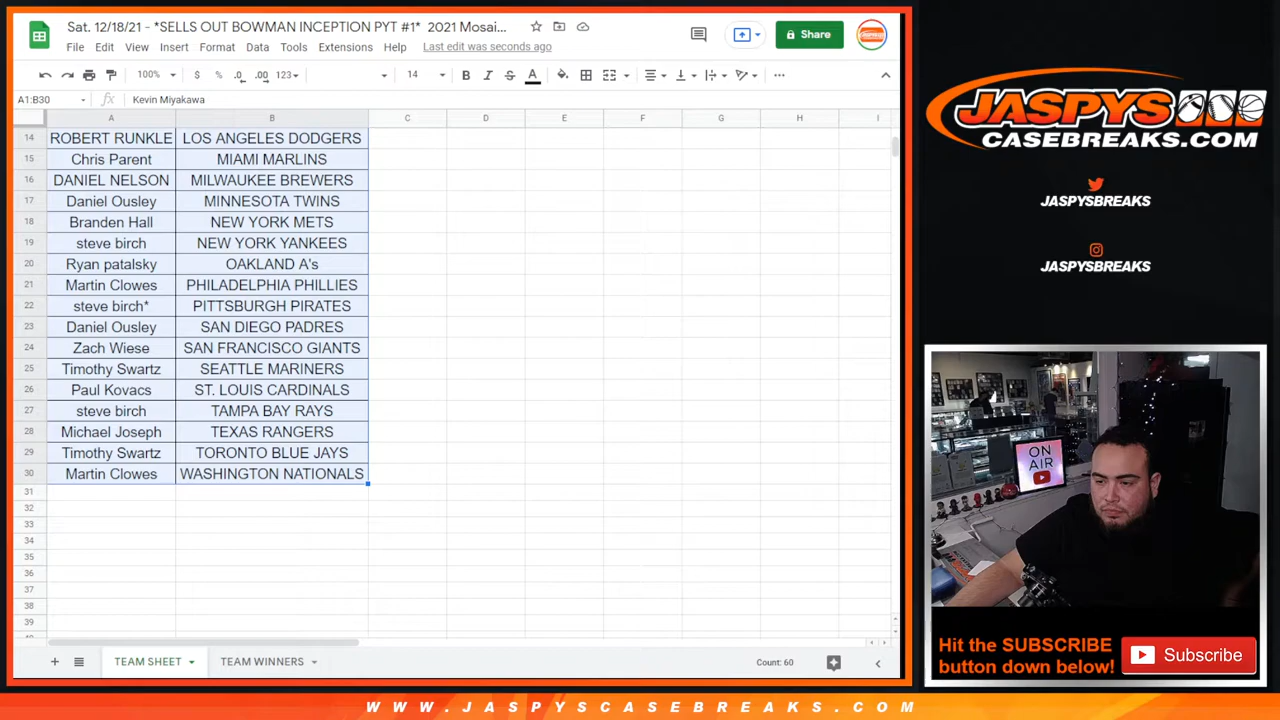 Sat. 12/18/21 - *SELLS OUT BOWMAN INCEPTION PYT #1* 2021 Mosai...
File Edit View Insert Format Data Tools Extensions Help Last edit was seconds ago
Share
100% $ % .0 .00 123 14 B I S A
A1:B30 fx Kevin Miyakawa
A B C D E F G H I
14 ROBERT RUNKLE LOS ANGELES DODGERS
15 Chris Parent MIAMI MARLINS
16 DANIEL NELSON MILWAUKEE BREWERS
17 Daniel Ousley MINNESOTA TWINS
18 Branden Hall NEW YORK METS
19 steve birch NEW YORK YANKEES
20 Ryan patalsky OAKLAND A's
21 Martin Clowes PHILADELPHIA PHILLIES
22 steve birch* PITTSBURGH PIRATES
23 Daniel Ousley SAN DIEGO PADRES
24 Zach Wiese SAN FRANCISCO GIANTS
25 Timothy Swartz SEATTLE MARINERS
26 Paul Kovacs ST. LOUIS CARDINALS
27 steve birch TAMPA BAY RAYS
28 Michael Joseph TEXAS RANGERS
29 Timothy Swartz TORONTO BLUE JAYS
30 Martin Clowes WASHINGTON NATIONALS
31
32
33
34
35
36
37
38
39
TEAM SHEET TEAM WINNERS Count: 60
JASPYS
CASEBREAKS.COM
JASPYSBREAKS
JASPYSBREAKS
ON
AIR
Hit the SUBSCRIBE
button down below!
Subscribe
WWW.JASPYSCASEBREAKS.COM